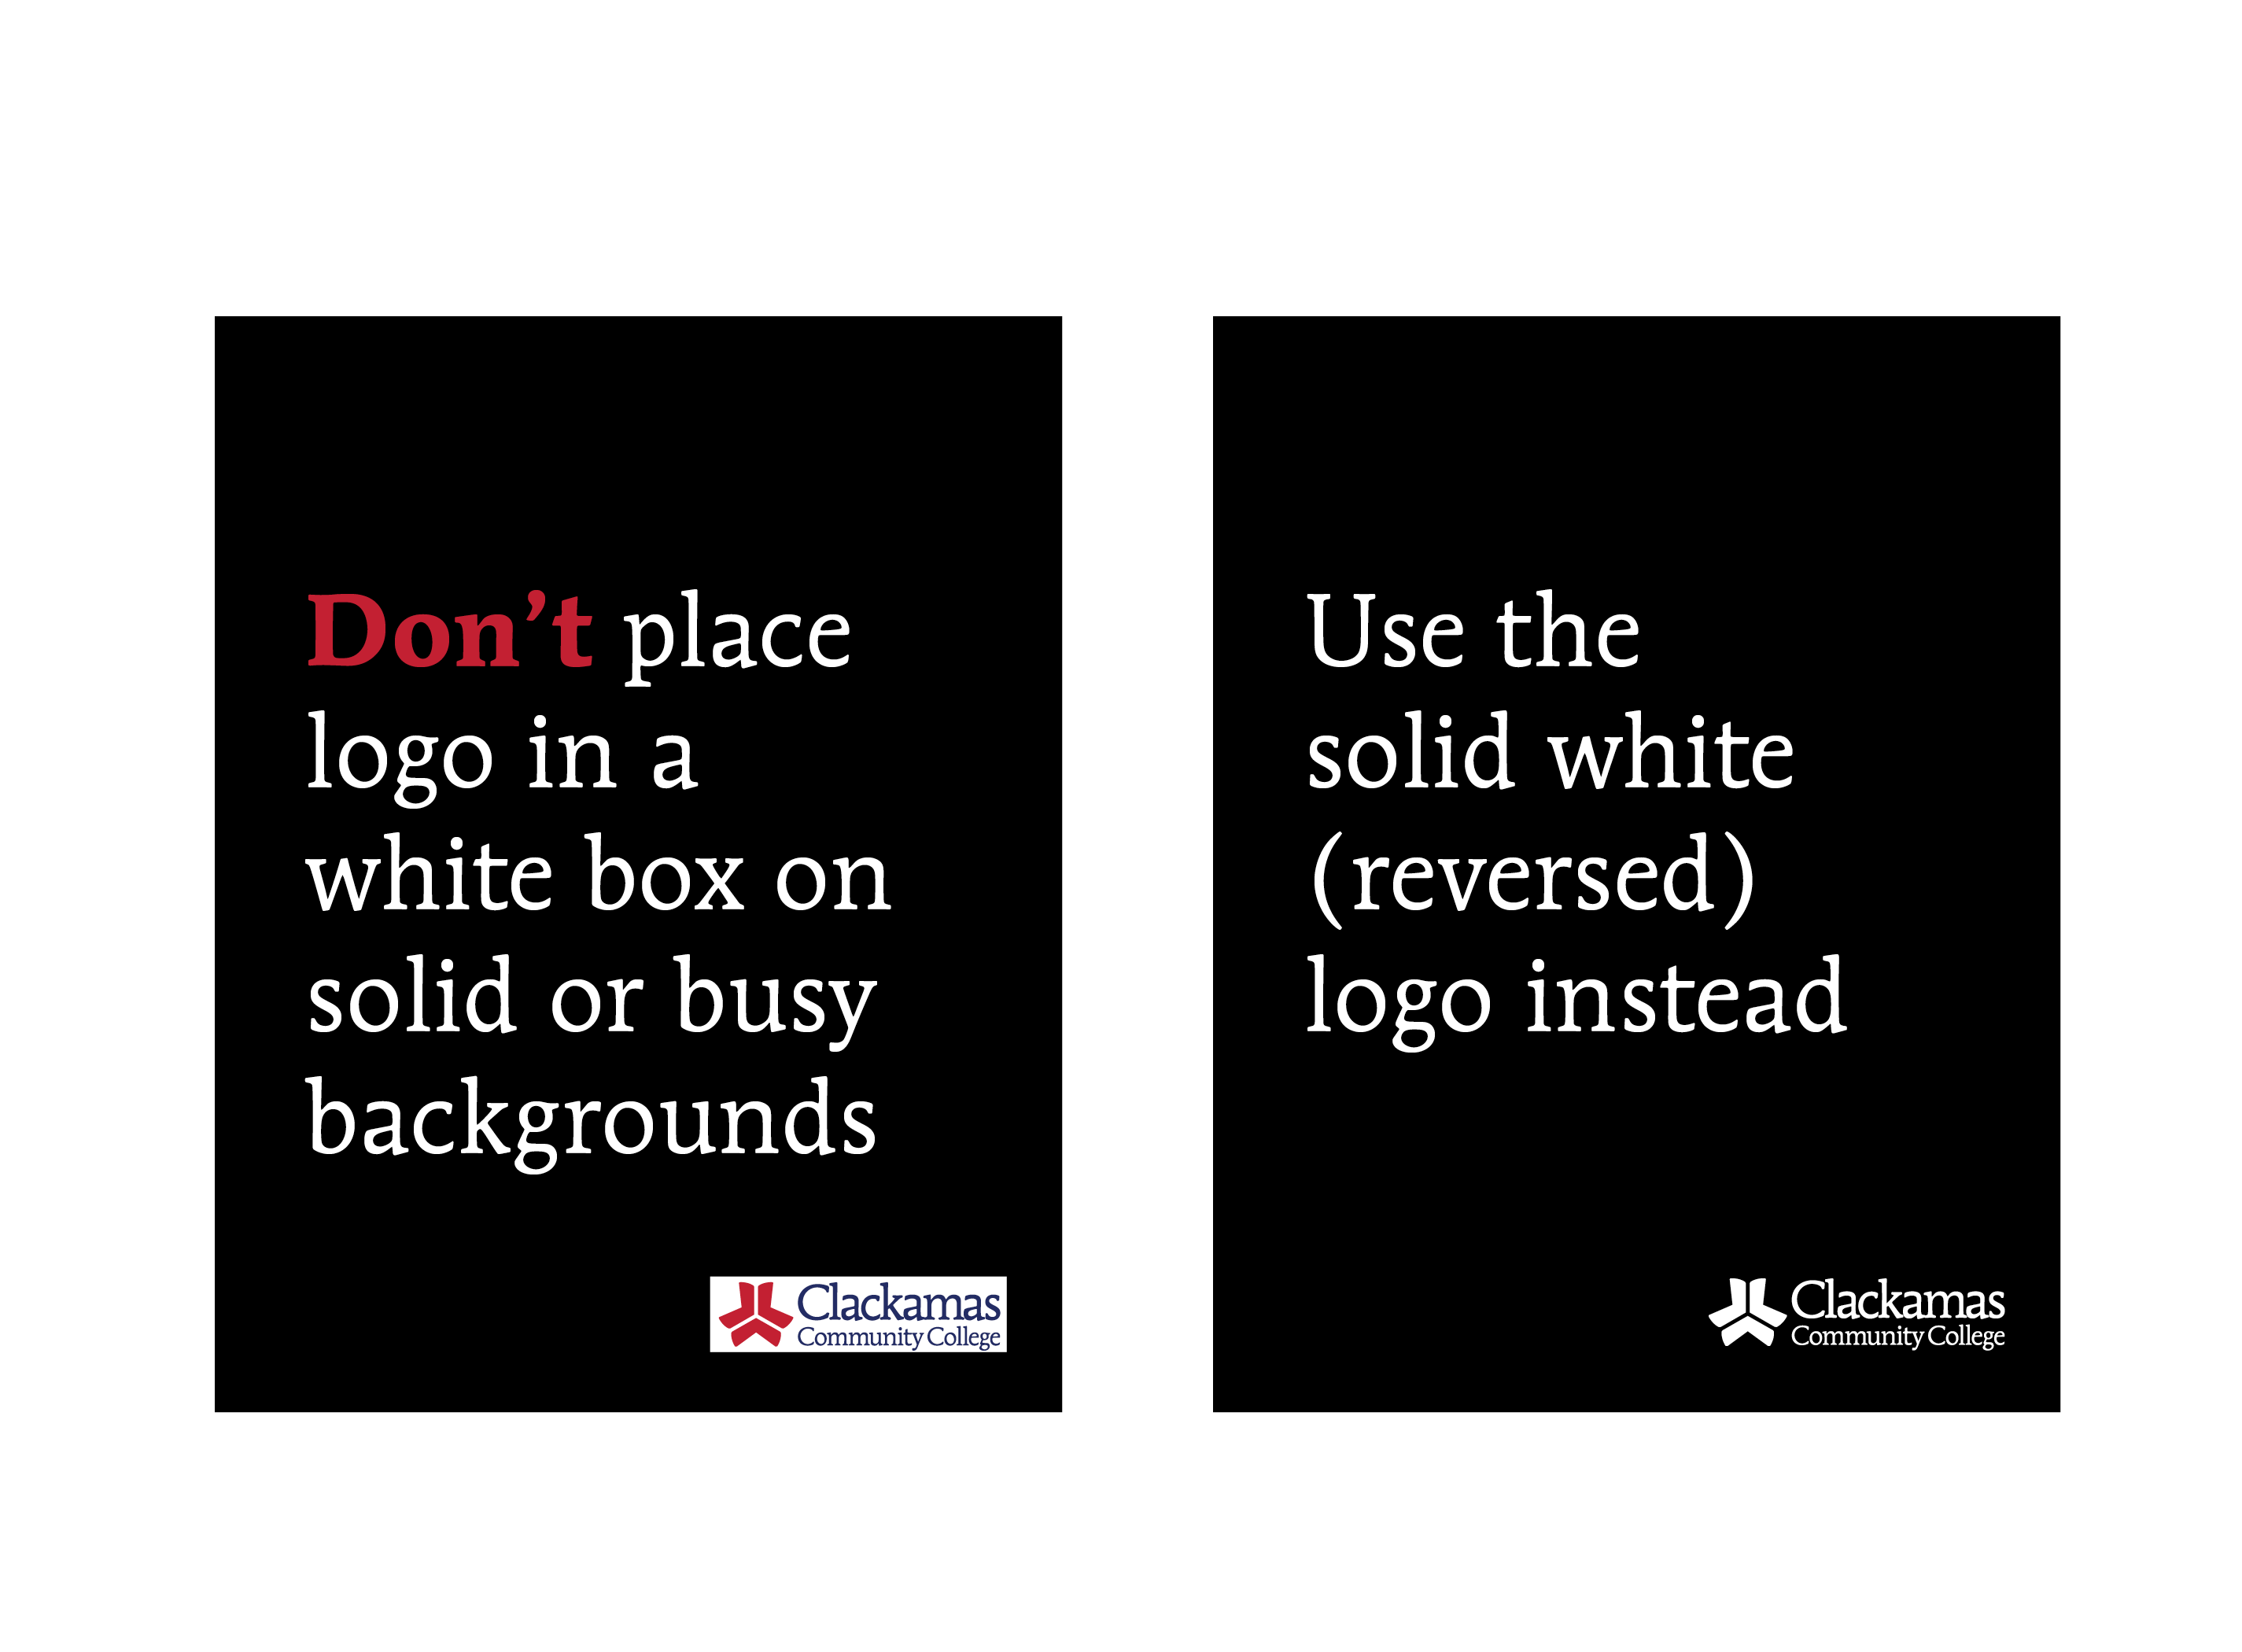 Don’t place
logo in a
white box on
solid or busy
backgrounds
Clackamas
Community College
Use the
solid white
(reversed)
logo instead
Clackamas
Community College